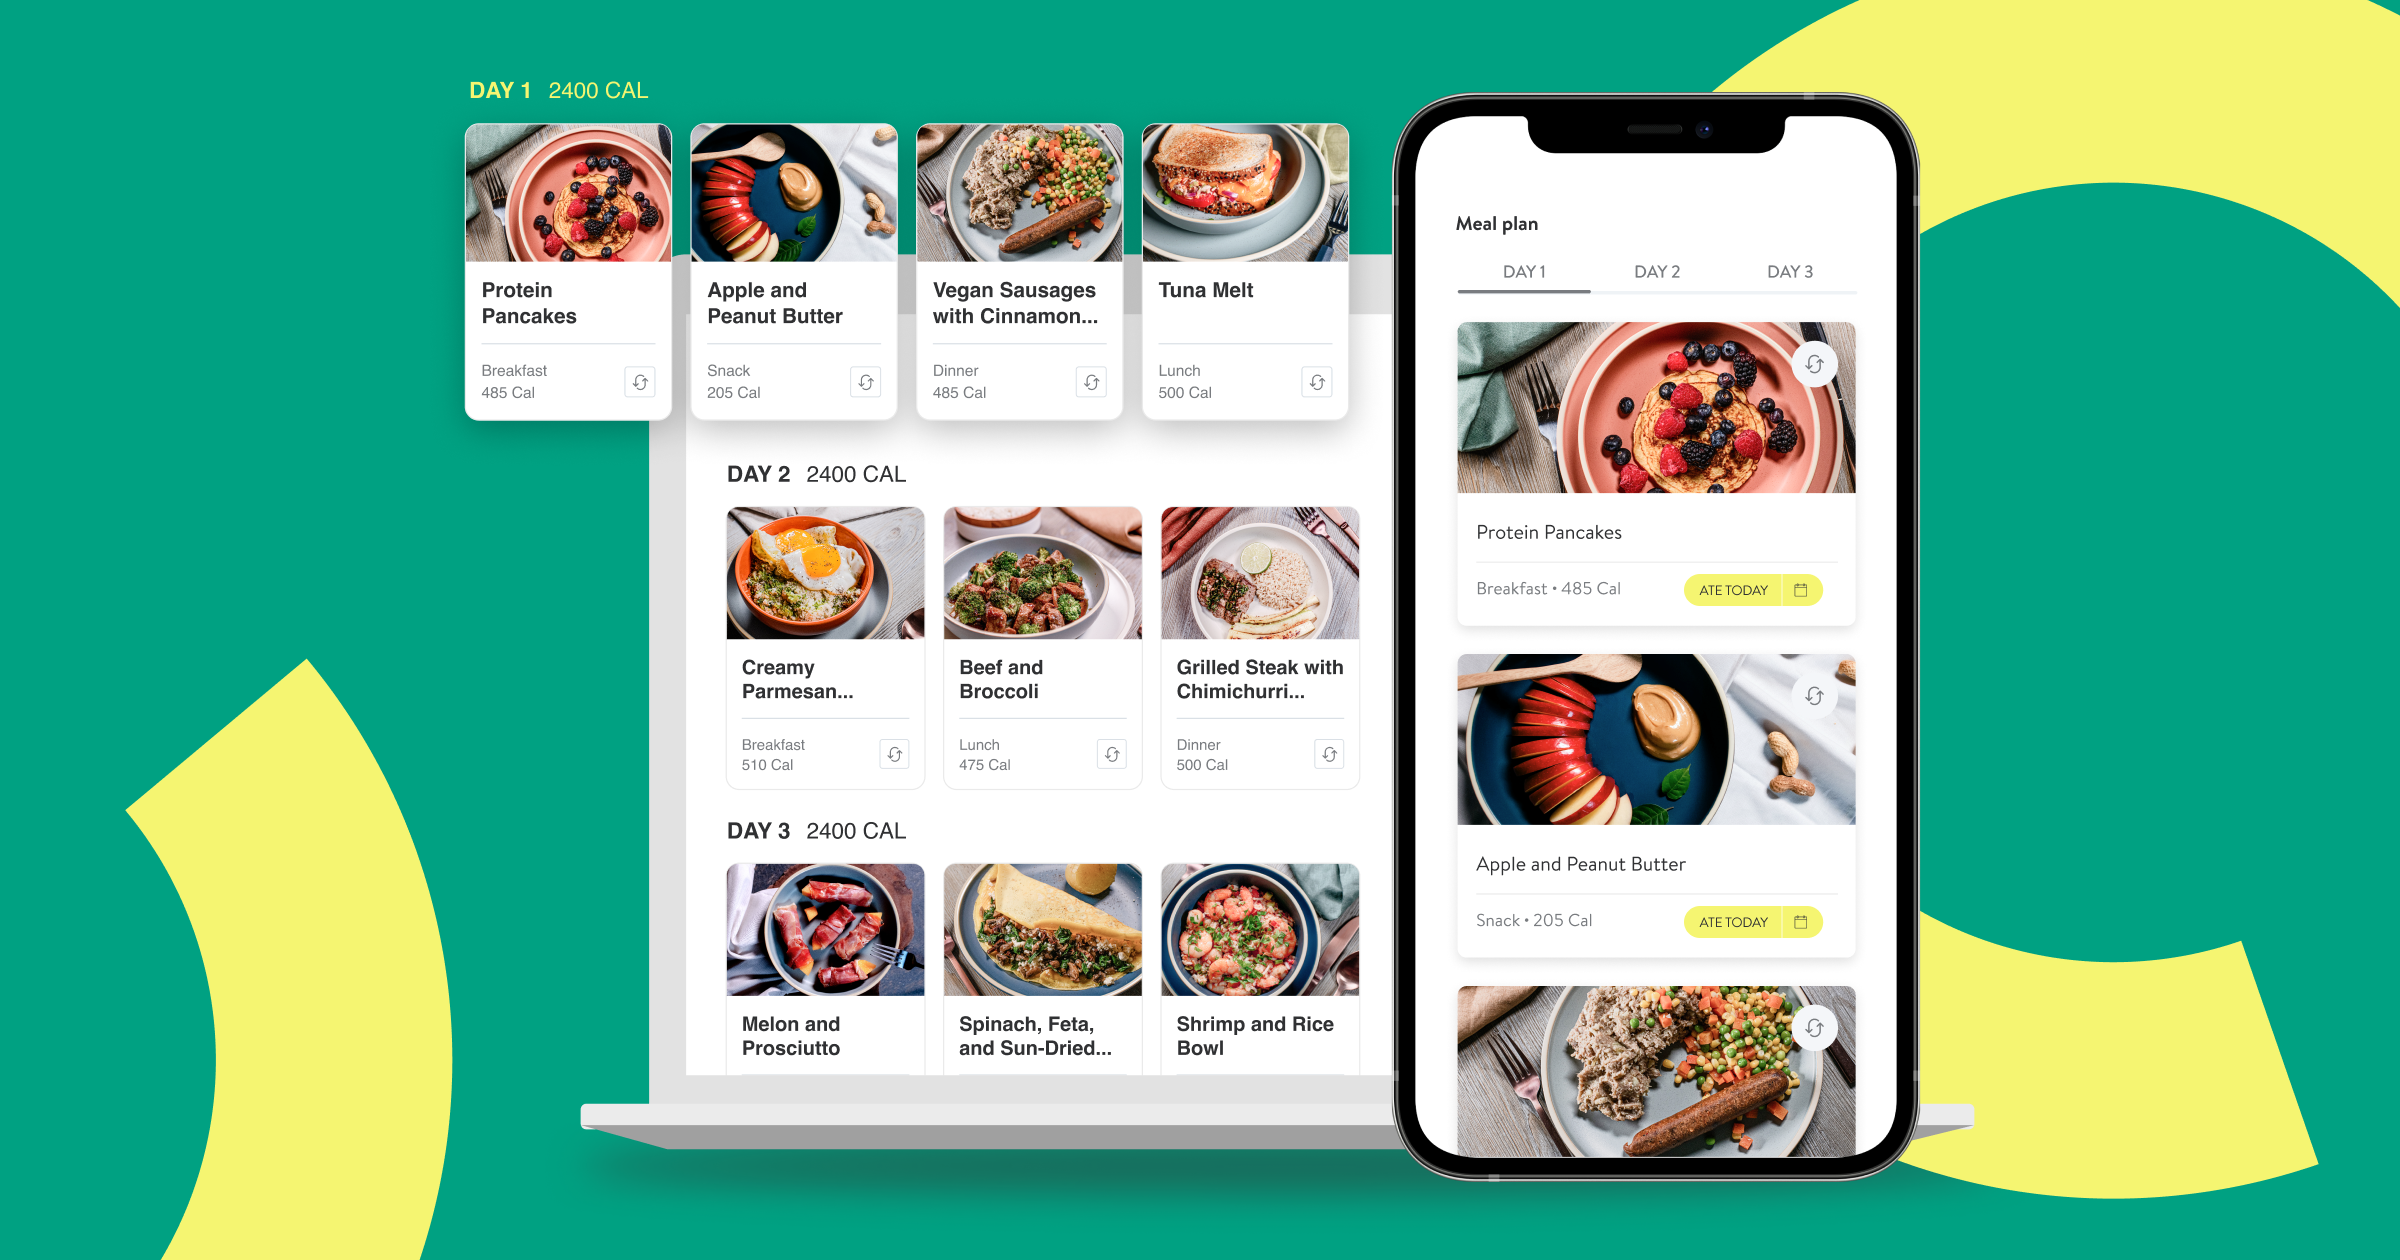 DAY 1 2400 CAL
Protein
Pancakes
Breakfast
485 Cal
Apple and
Peanut Butter
Snack
205 Cal
Vegan Sausages
with Cinnamon...
Dinner
485 Cal
Tuna Melt
Lunch
500 Cal
DAY 2 2400 CAL
Creamy
Parmesan...
Breakfast
510 Cal
Beef and
Broccoli
Lunch
475 Cal
Grilled Steak with
Chimichurri...
Dinner
500 Cal
DAY 3 2400 CAL
Melon and
Prosciutto
Spinach, Feta,
and Sun-Dried...
Shrimp and Rice
Bowl
Meal plan
DAY 1 DAY 2 DAY 3
Protein Pancakes
Breakfast • 485 Cal ATE TODAY
Apple and Peanut Butter
Snack • 205 Cal ATE TODAY